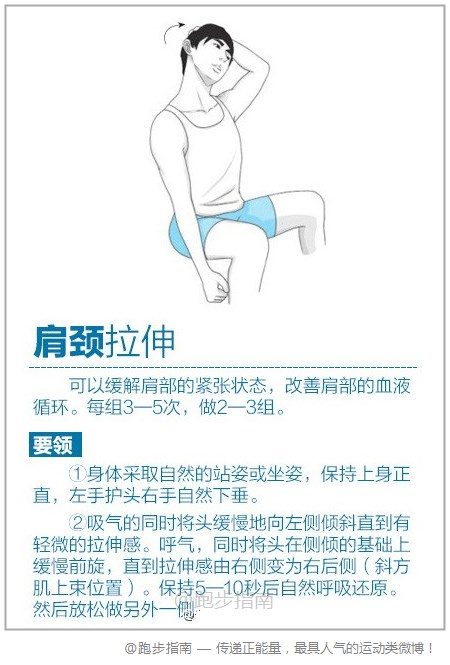 肩颈拉伸
可以缓解肩部的紧张状态，改善肩部的血液
循环。每组3—5次，做2—3组。
要领
①身体采取自然的站姿或坐姿，保持上身正
直，左手护头右手自然下垂。
②吸气的同时将头缓慢地向左侧倾斜直到有
轻微的拉伸感。呼气，同时将头在侧倾的基础上
缓慢前旋，直到拉伸感由右侧变为右后侧（斜方
肌上束位置）。保持5—10秒后自然呼吸还原。
然后放松做另外一侧。
@跑步指南
@跑步指南 — 传递正能量，最具人气的运动类微博！